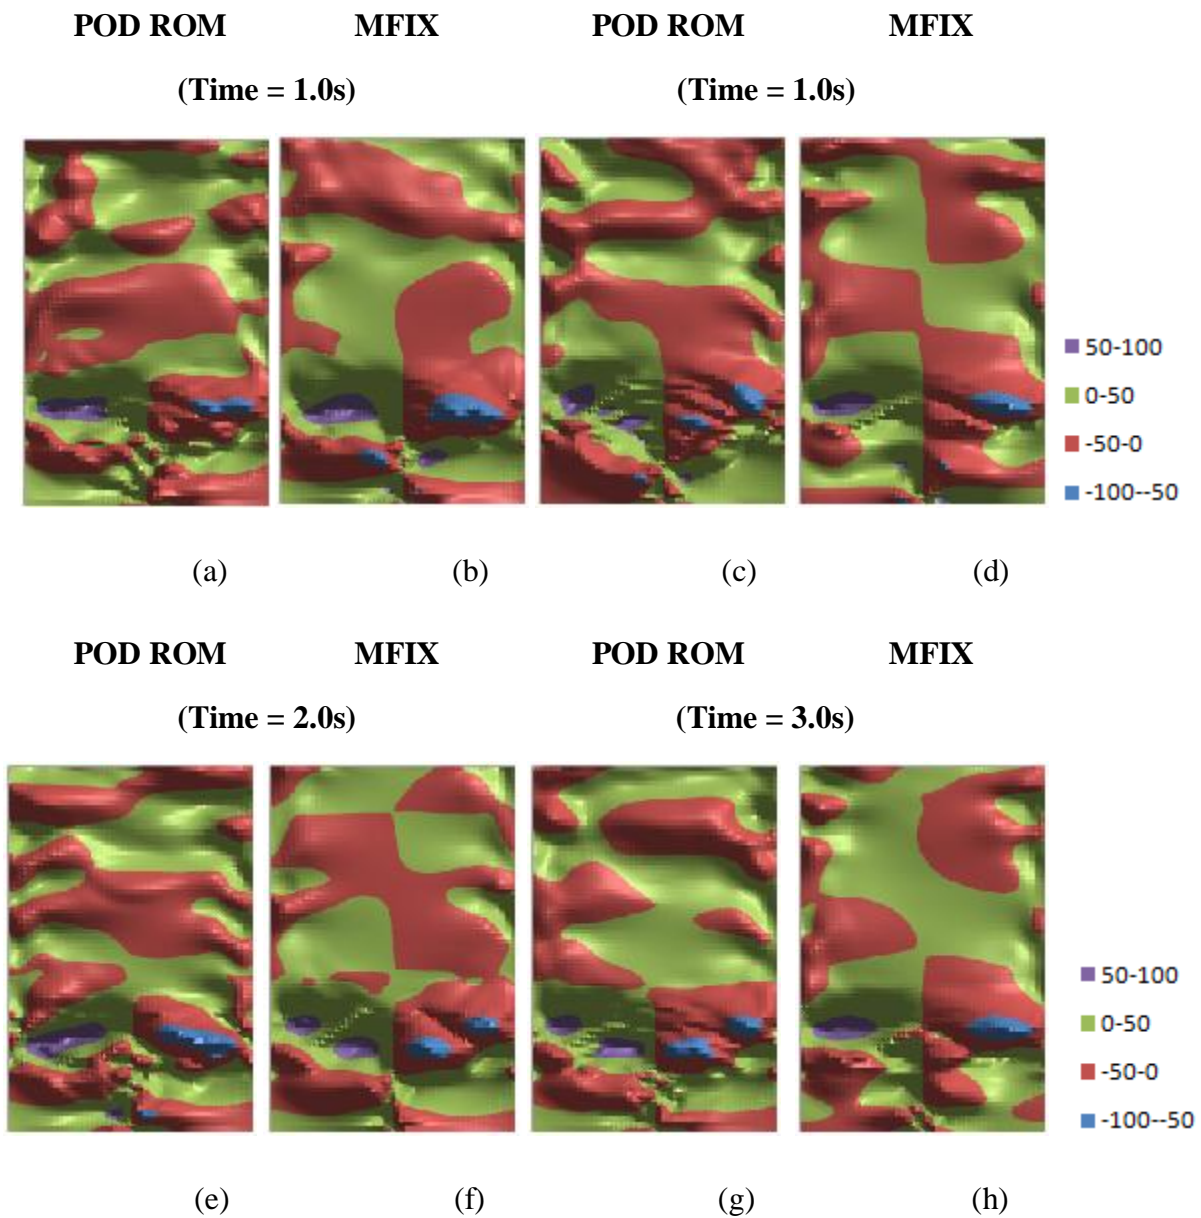 POD ROM MFIX POD ROM MFIX
(Time = 1.0s) (Time = 1.0s)
50-100
0-50
-50-0
-100--50
(a) (b) (c) (d)
POD ROM MFIX POD ROM MFIX
(Time = 2.0s) (Time = 3.0s)
50-100
0-50
-50-0
-100--50
(e) (f) (g) (h)